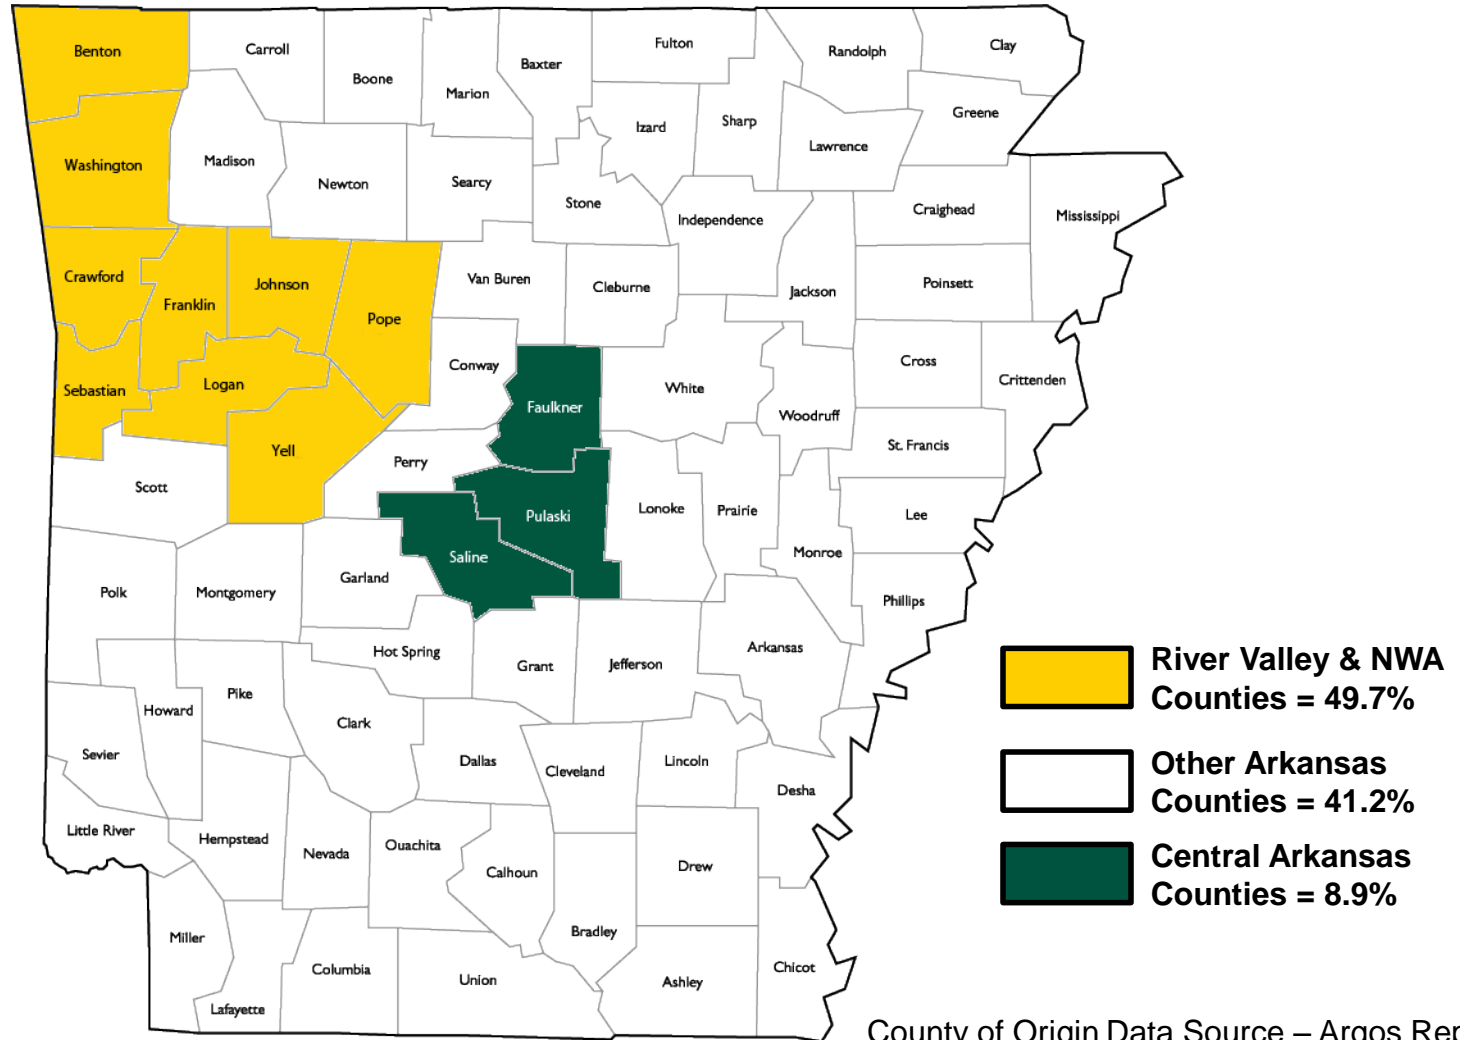 Benton
Carroll
Boone
Marion
Baxter
Fulton
Randolph
Clay
Greene
Sharp
Izard
Lawrence
Washington
Madison
Newton
Searcy
Stone
Independence
Craighead
Mississippi
Crawford
Franklin
Johnson
Pope
Van Buren
Cleburne
Jackson
Poinsett
Sebastian
Logan
Conway
Faulkner
White
Woodruff
Cross
Crittenden
Yell
Perry
St. Francis
Scott
Pulaski
Lonoke
Prairie
Lee
Saline
Monroe
Polk
Montgomery
Garland
Phillips
Hot Spring
Grant
Jefferson
Arkansas
Howard
Pike
Clark
Sevier
Dallas
Cleveland
Lincoln
Desha
Little River
Hempstead
Nevada
Ouachita
Calhoun
Drew
Miller
Bradley
Lafayette
Columbia
Union
Ashley
Chicot
River Valley & NWA
Counties = 49.7%
Other Arkansas
Counties = 41.2%
Central Arkansas
Counties = 8.9%
County of Origin Data Source – Argos Rep